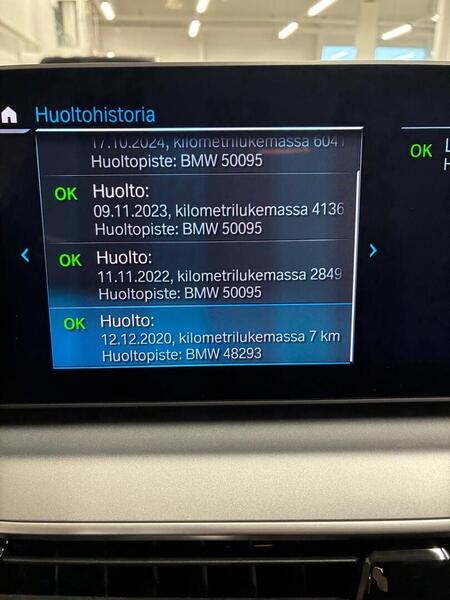 Huoltohistoria
17.10.2024, kilometrilukemassa 6041
Huoltopiste: BMW 50095
OK Huolto:
09.11.2023, kilometrilukemassa 4136
Huoltopiste: BMW 50095
OK Huolto:
11.11.2022, kilometrilukemassa 2849
Huoltopiste: BMW 50095
OK Huolto:
12.12.2020, kilometrilukemassa 7 km
Huoltopiste: BMW 48293
OK